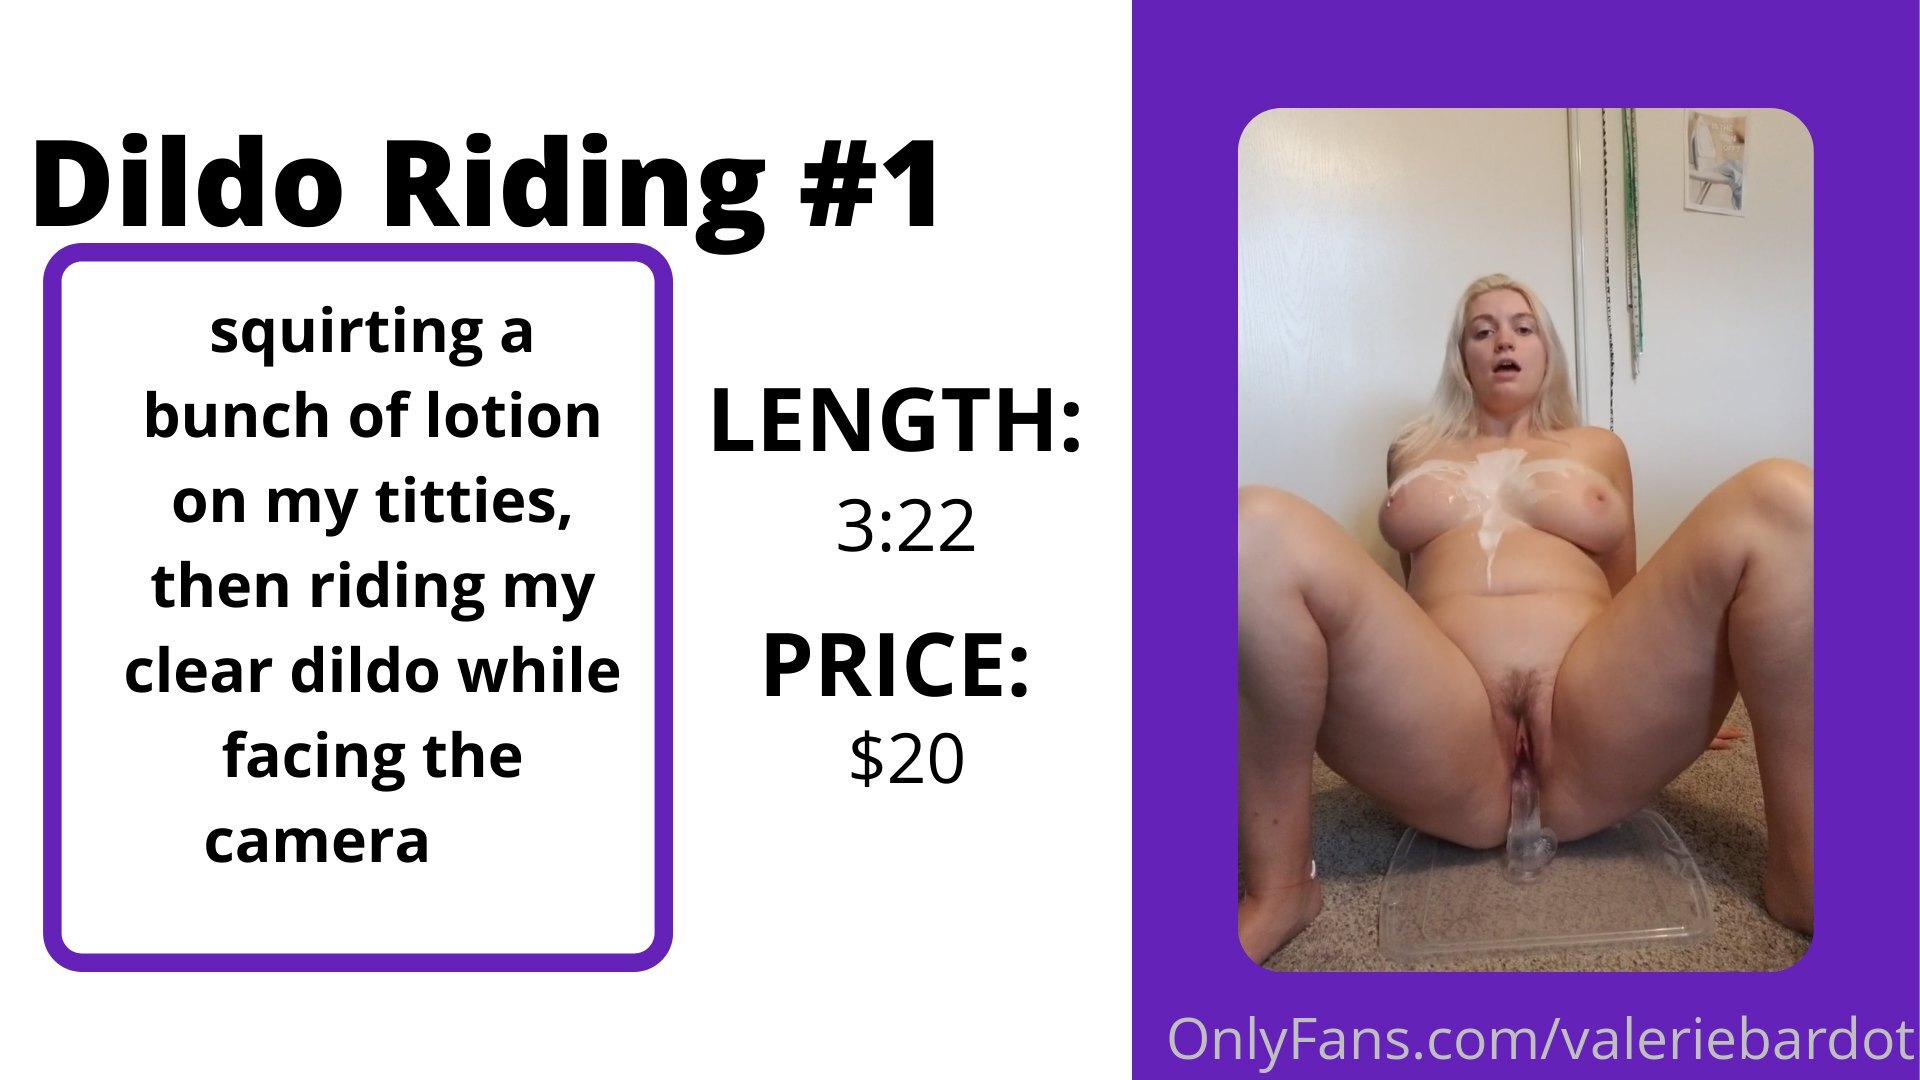 Dildo Riding #1
squirting a
bunch of lotion
on my titties,
then riding my
clear dildo while
facing the
camera
LENGTH:
3:22
PRICE:
$20
OnlyFans.com/valeriebardot